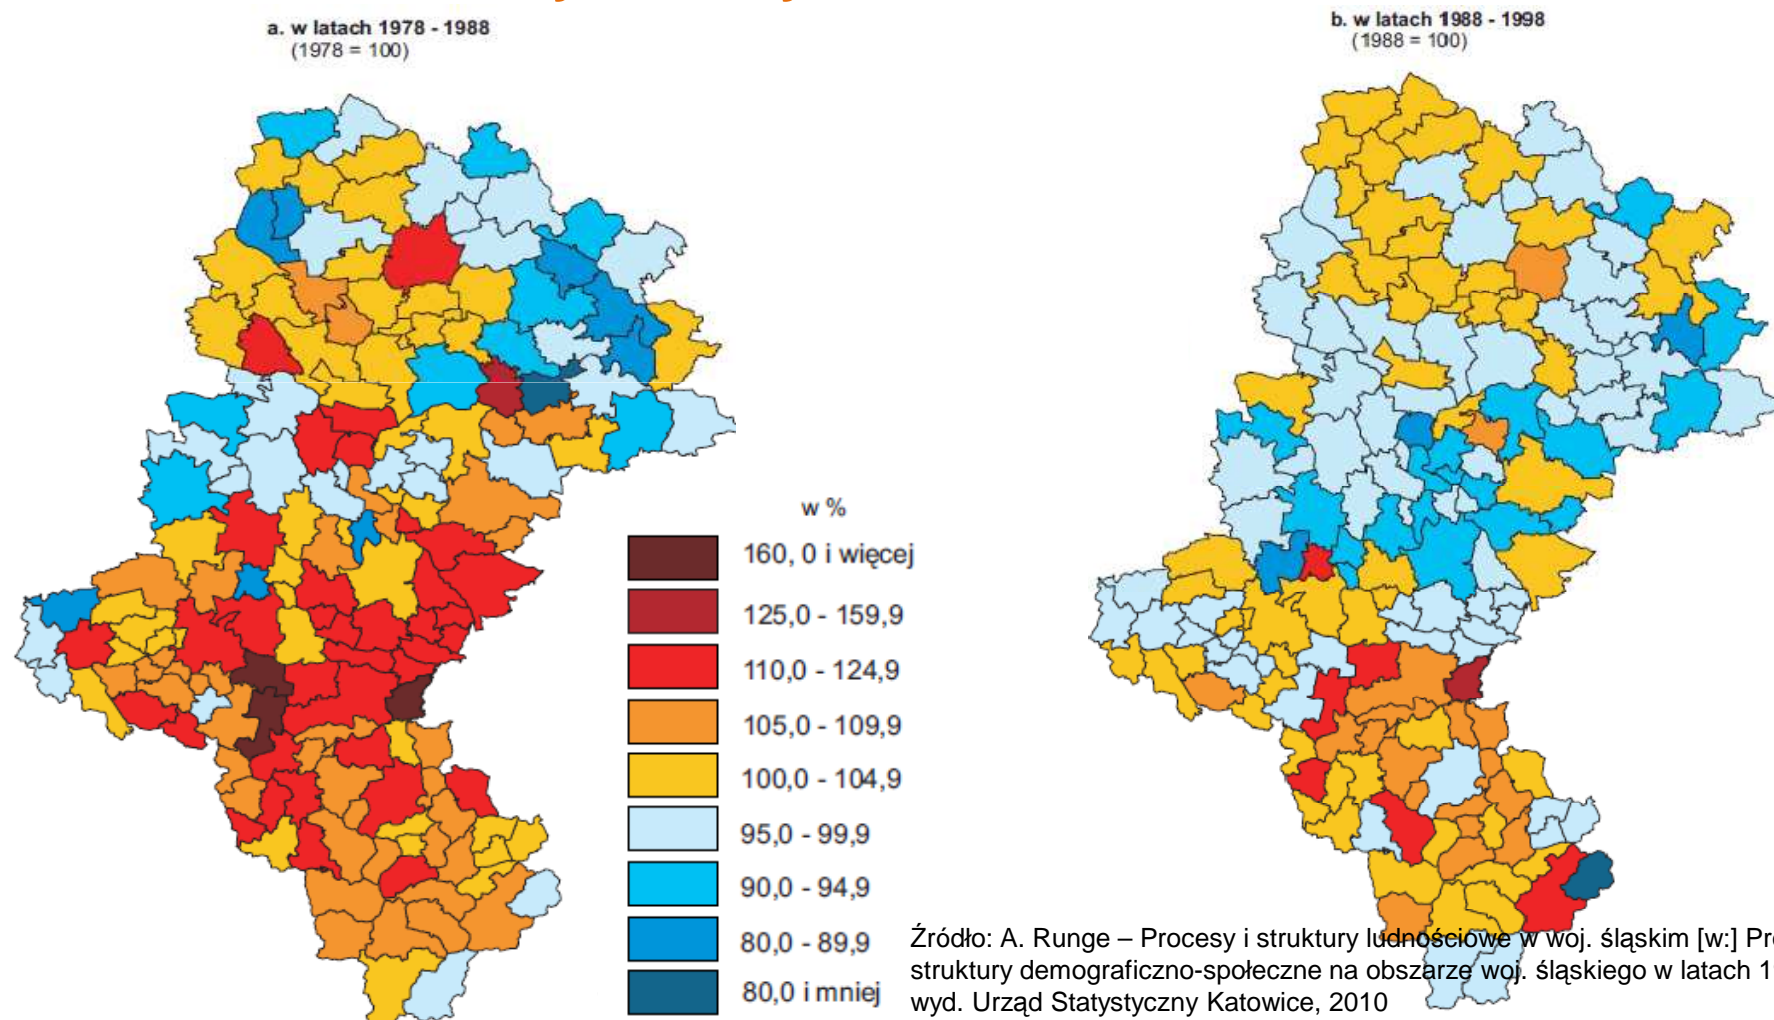 a. w latach 1978 - 1988
(1978 = 100)
b. w latach 1988 - 1998
(1988 = 100)
w %
160, 0 i więcej
125,0 - 159,9
110,0 - 124,9
105,0 - 109,9
100,0 - 104,9
95,0 - 99,9
90,0 - 94,9
80,0 - 89,9
80,0 i mniej
Źródło: A. Runge – Procesy i struktury ludnościowe w woj. śląskim [w:]
struktury demograficzno-społeczne na obszarze woj. śląskiego w latach
wyd. Urząd Statystyczny Katowice, 2010